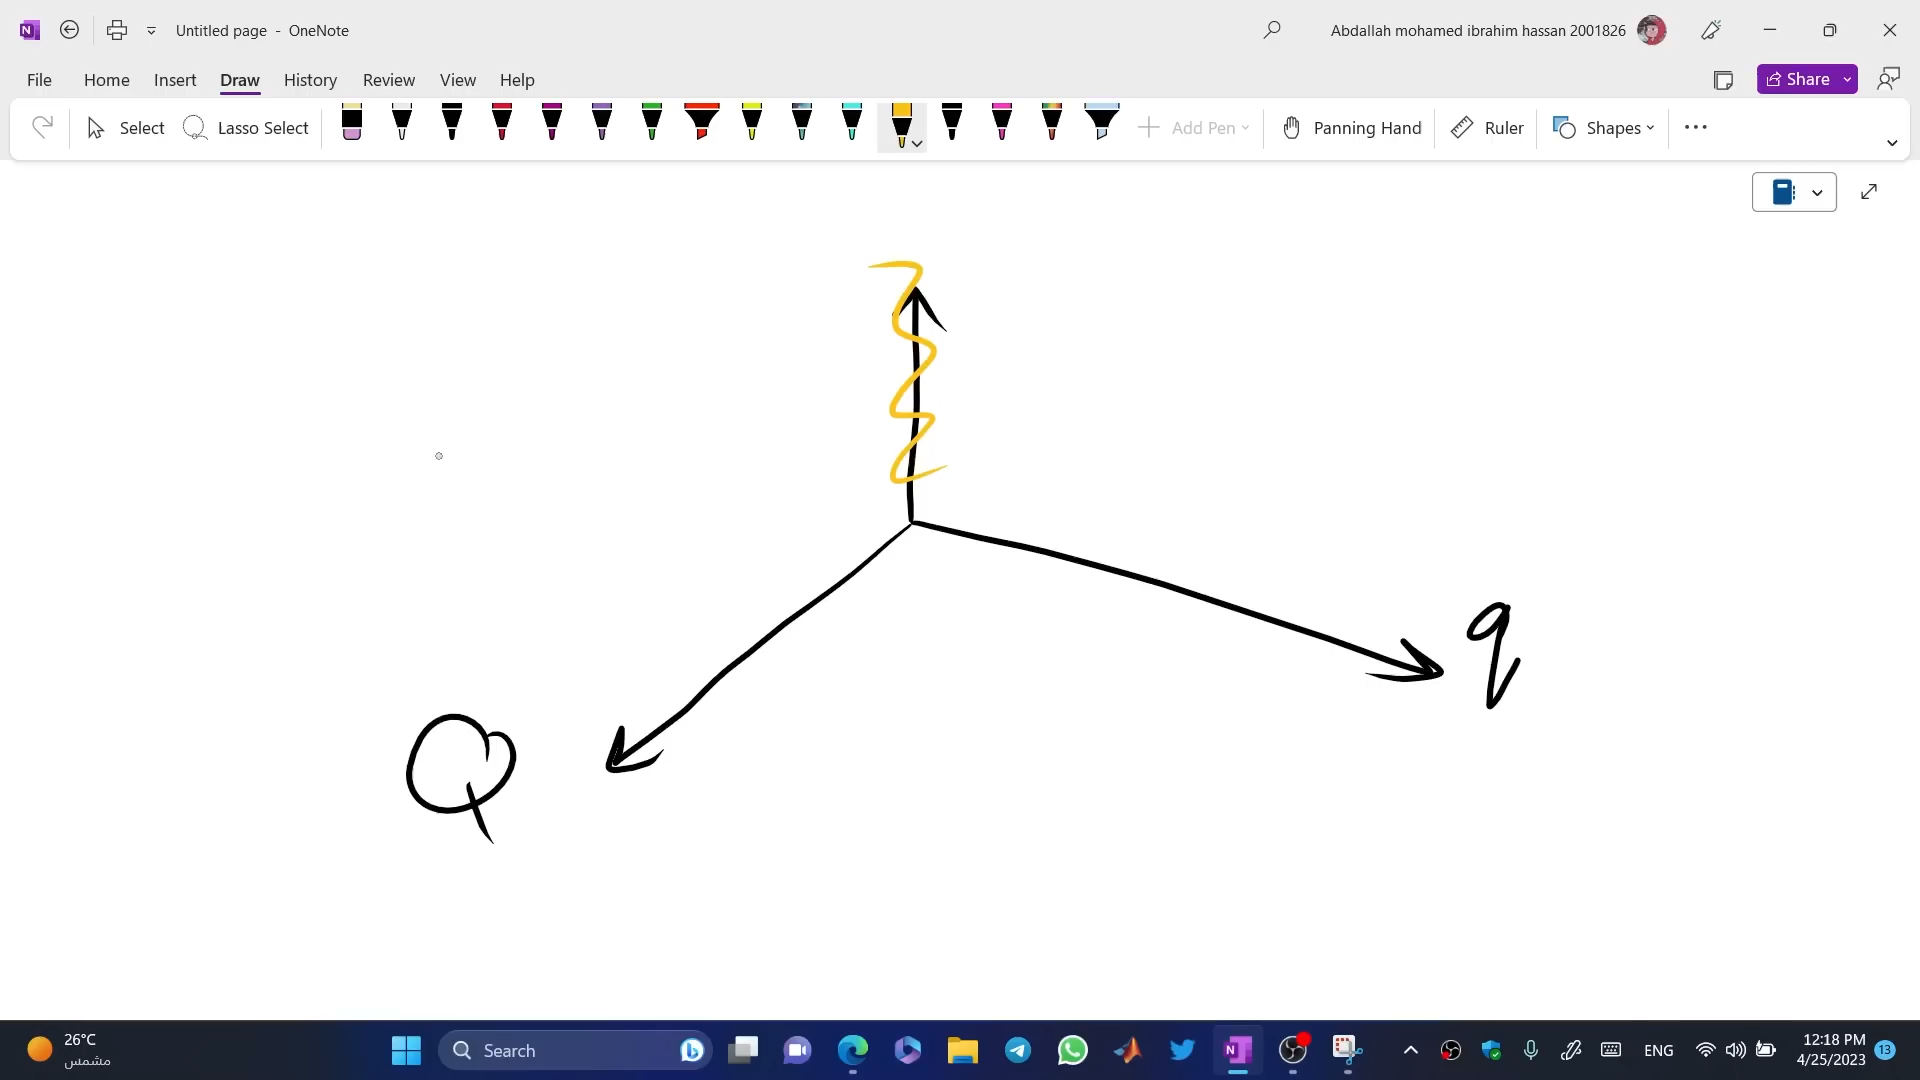 Untitled page - OneNote
Abdallah mohamed ibrahim hassan 2001826
File Home Insert Draw History Review View Help
Share
Select Lasso Select Add Pen Panning Hand Ruler Shapes
q
Q
26°C
مشمس
Search
ENG
12:18 PM
4/25/2023
13